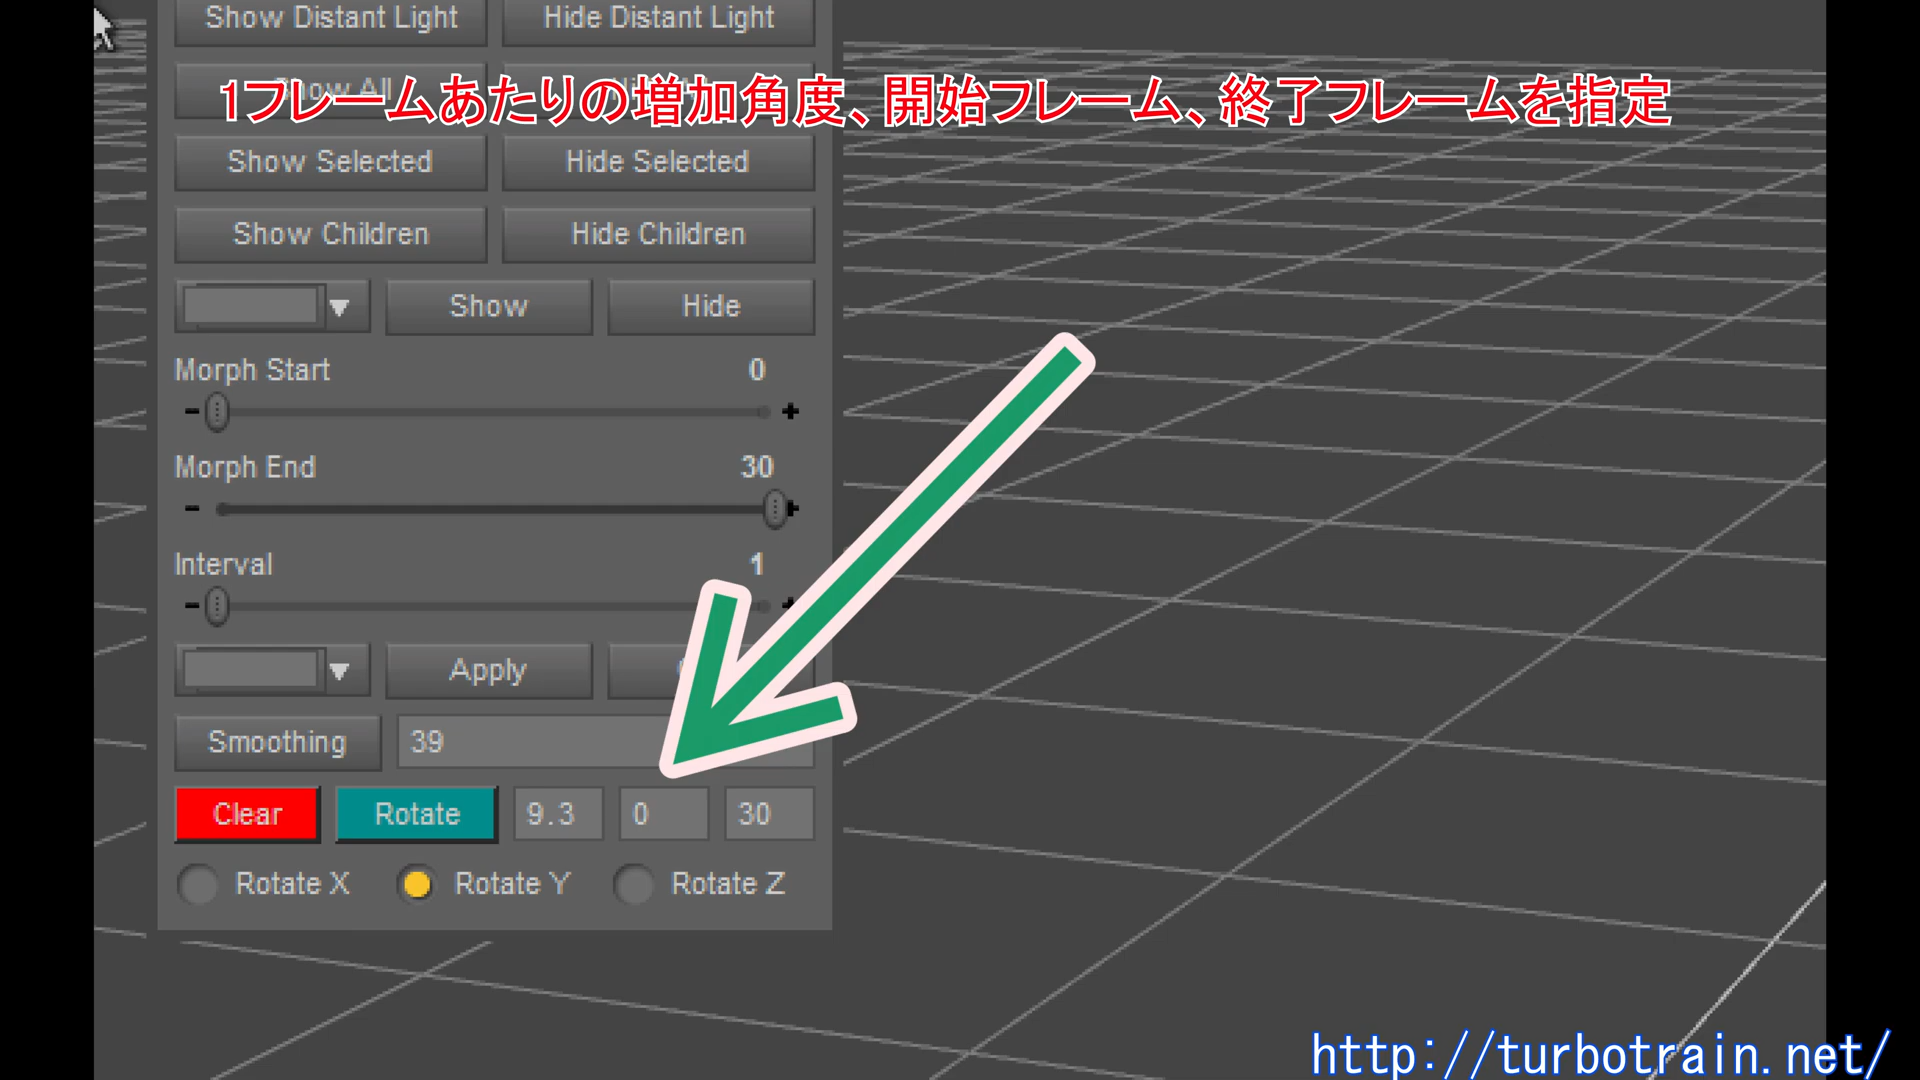 Show Distant Light Hide Distant Light
1フレームあたりの増加角度、開始フレーム、終了フレームを指定
Show All
Show Selected Hide Selected
Show Children Hide Children
Show Hide
Morph Start 0
- +
Morph End 30
- +
Interval 1
- +
Apply
Smoothing 39
Clear Rotate 9.3 0 30
Rotate X Rotate Y Rotate Z
http://turbotrain.net/